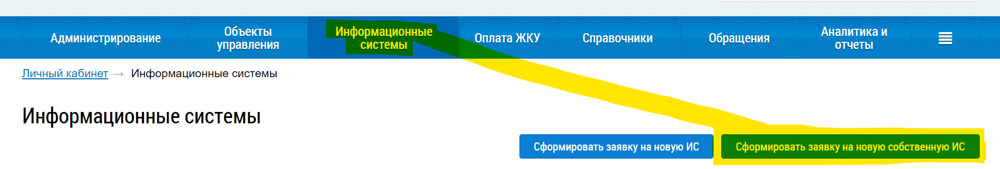 Администрирование
Объекты
управления
Информационные
системы
Оплата ЖКУ
Справочники
Обращения
Аналитика и
отчеты
Личный кабинет → Информационные системы
Информационные системы
Сформировать заявку на новую ИС
Сформировать заявку на новую собственную ИС